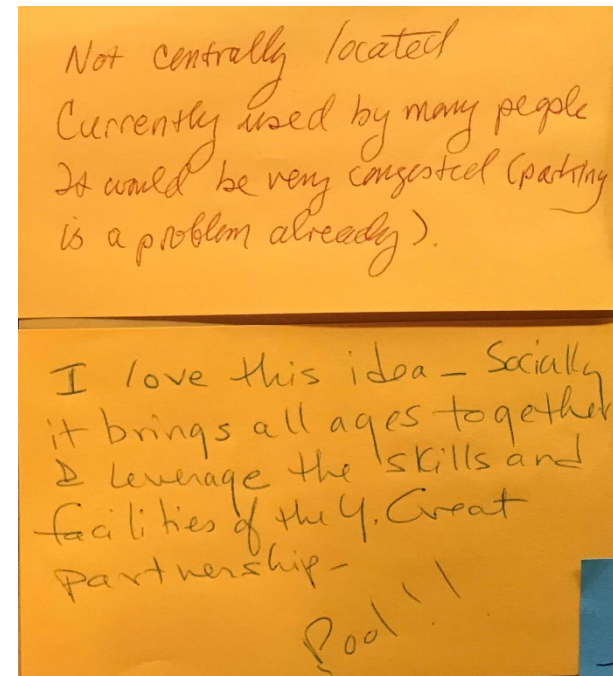 Not centrally located
Currently used by many people
It would be very congested (parking
is a problem already).
I love this idea – Socially
it brings all ages together
& leverage the skills and
facilities of the Y. Great
partnership –
Pool!!